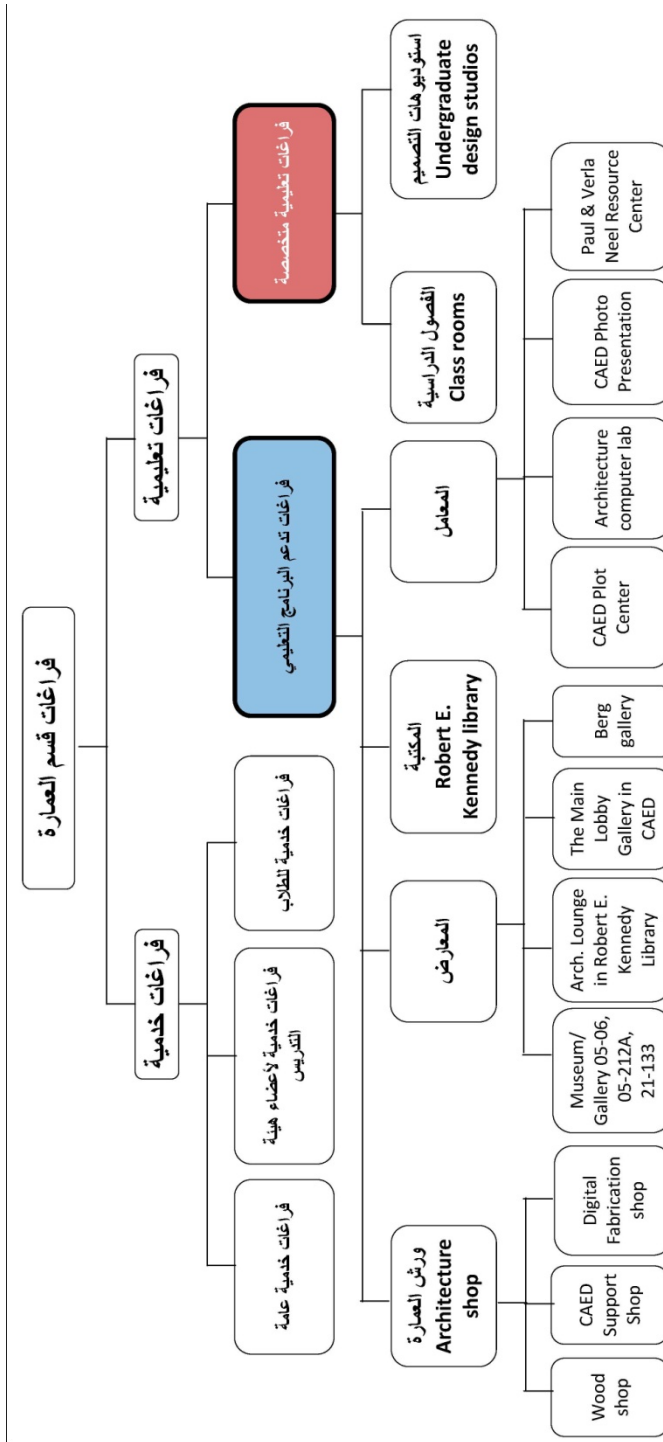 فراغات قسم العمارة
فراغات تعليمية
فراغات خدمية
فراغات تعليمية متخصصة
فراغات تدعم البرنامج التعليمي
فراغات خدمية للطلاب
فراغات خدمية لأعضاء هيئة
التدريس
فراغات خدمية عامة
استوديوهات التصميم
Undergraduate
design studios
الفصول الدراسية
Class rooms
المعامل
المكتبة
Robert E.
Kennedy library
المعارض
ورش العمارة
Architecture
shop
Paul & Verla
Neel Resource
Center
CAED Photo
Presentation
Architecture
computer lab
CAED Plot
Center
Berg
gallery
The Main
Lobby
Gallery in
CAED
Arch. Lounge
in Robert E.
Kennedy
Library
Museum/
Gallery 05-06,
05-212A,
21-133
Digital
Fabrication
shop
CAED
Support
Shop
Wood
shop